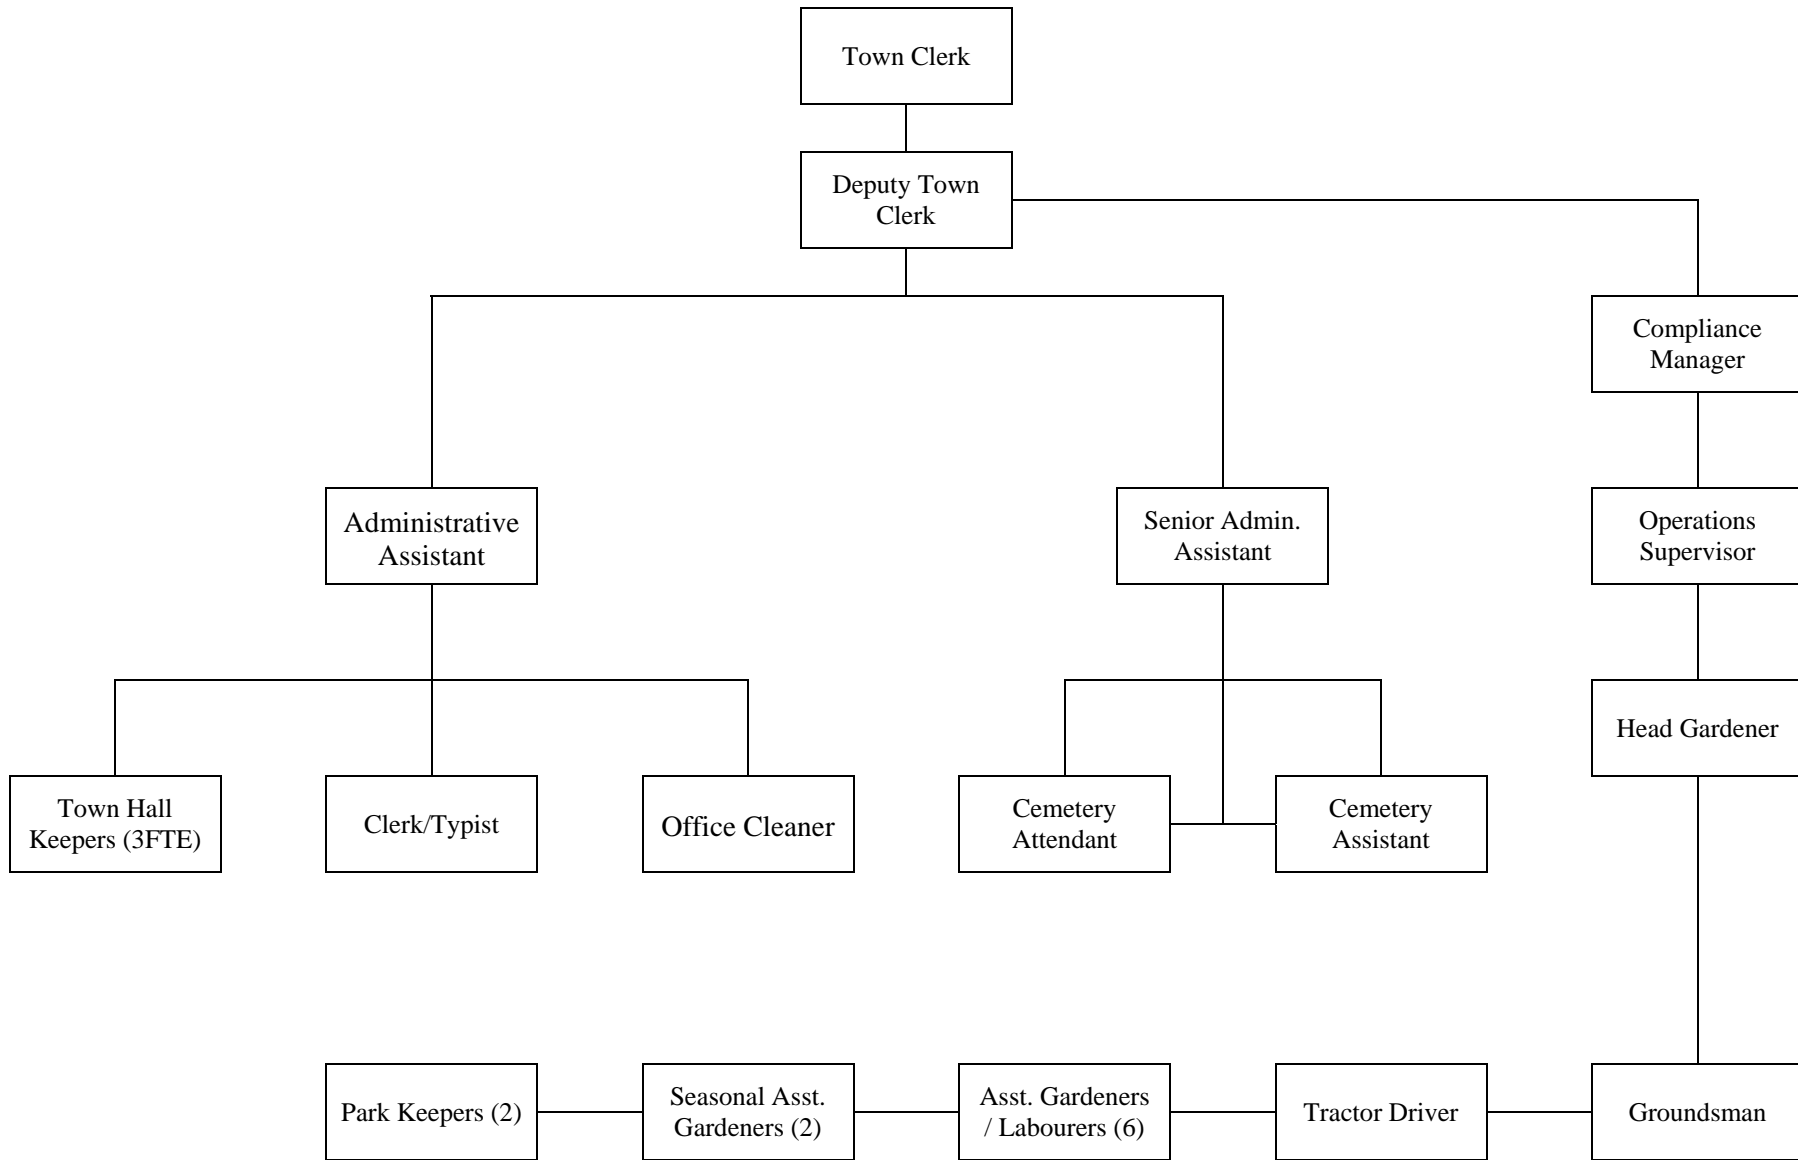 Town Clerk
Deputy Town
Clerk
Compliance
Manager
Administrative
Assistant
Senior Admin.
Assistant
Operations
Supervisor
Head Gardener
Town Hall
Keepers (3FTE)
Clerk/Typist
Office Cleaner
Cemetery
Attendant
Cemetery
Assistant
Park Keepers (2)
Seasonal Asst.
Gardeners (2)
Asst. Gardeners
/ Labourers (6)
Tractor Driver
Groundsman